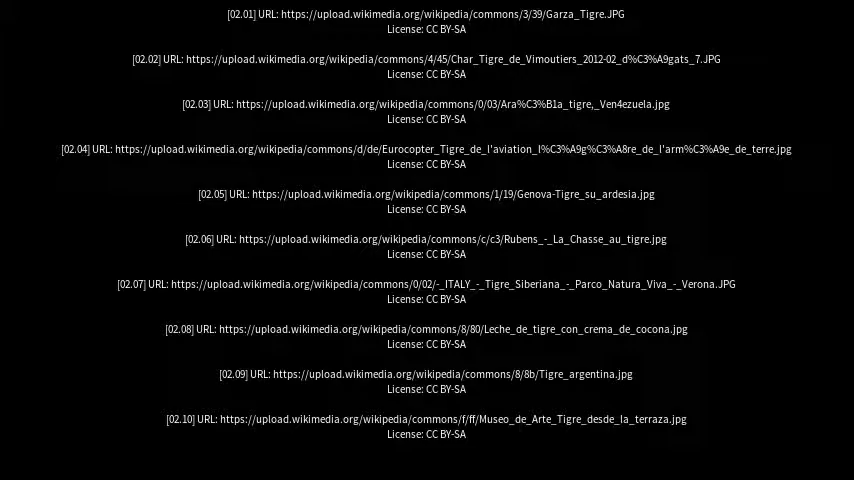 [02.01] URL: https://upload.wikimedia.org/wikipedia/commons/3/39/Garza_Tigre.JPG
License: CC BY-SA
[02.02] URL: https://upload.wikimedia.org/wikipedia/commons/4/45/Char_Tigre_de_Vimoutiers_2012-02_d%C3%A9gats_7.JPG
License: CC BY-SA
[02.03] URL: https://upload.wikimedia.org/wikipedia/commons/0/03/Ara%C3%B1a_tigre,_Ven4ezuela.jpg
License: CC BY-SA
[02.04] URL: https://upload.wikimedia.org/wikipedia/commons/d/de/Eurocopter_Tigre_de_l'aviation_l%C3%A9g%C3%A8re_de_l'arm%C3%A9e_de_terre.jpg
License: CC BY-SA
[02.05] URL: https://upload.wikimedia.org/wikipedia/commons/1/19/Genova-Tigre_su_ardesia.jpg
License: CC BY-SA
[02.06] URL: https://upload.wikimedia.org/wikipedia/commons/c/c3/Rubens_-_La_Chasse_au_tigre.jpg
License: CC BY-SA
[02.07] URL: https://upload.wikimedia.org/wikipedia/commons/0/02/-_ITALY_-_Tigre_Siberiana_-_Parco_Natura_Viva_-_Verona.JPG
License: CC BY-SA
[02.08] URL: https://upload.wikimedia.org/wikipedia/commons/8/80/Leche_de_tigre_con_crema_de_cocona.jpg
License: CC BY-SA
[02.09] URL: https://upload.wikimedia.org/wikipedia/commons/8/8b/Tigre_argentina.jpg
License: CC BY-SA
[02.10] URL: https://upload.wikimedia.org/wikipedia/commons/f/ff/Museo_de_Arte_Tigre_desde_la_terraza.jpg
License: CC BY-SA